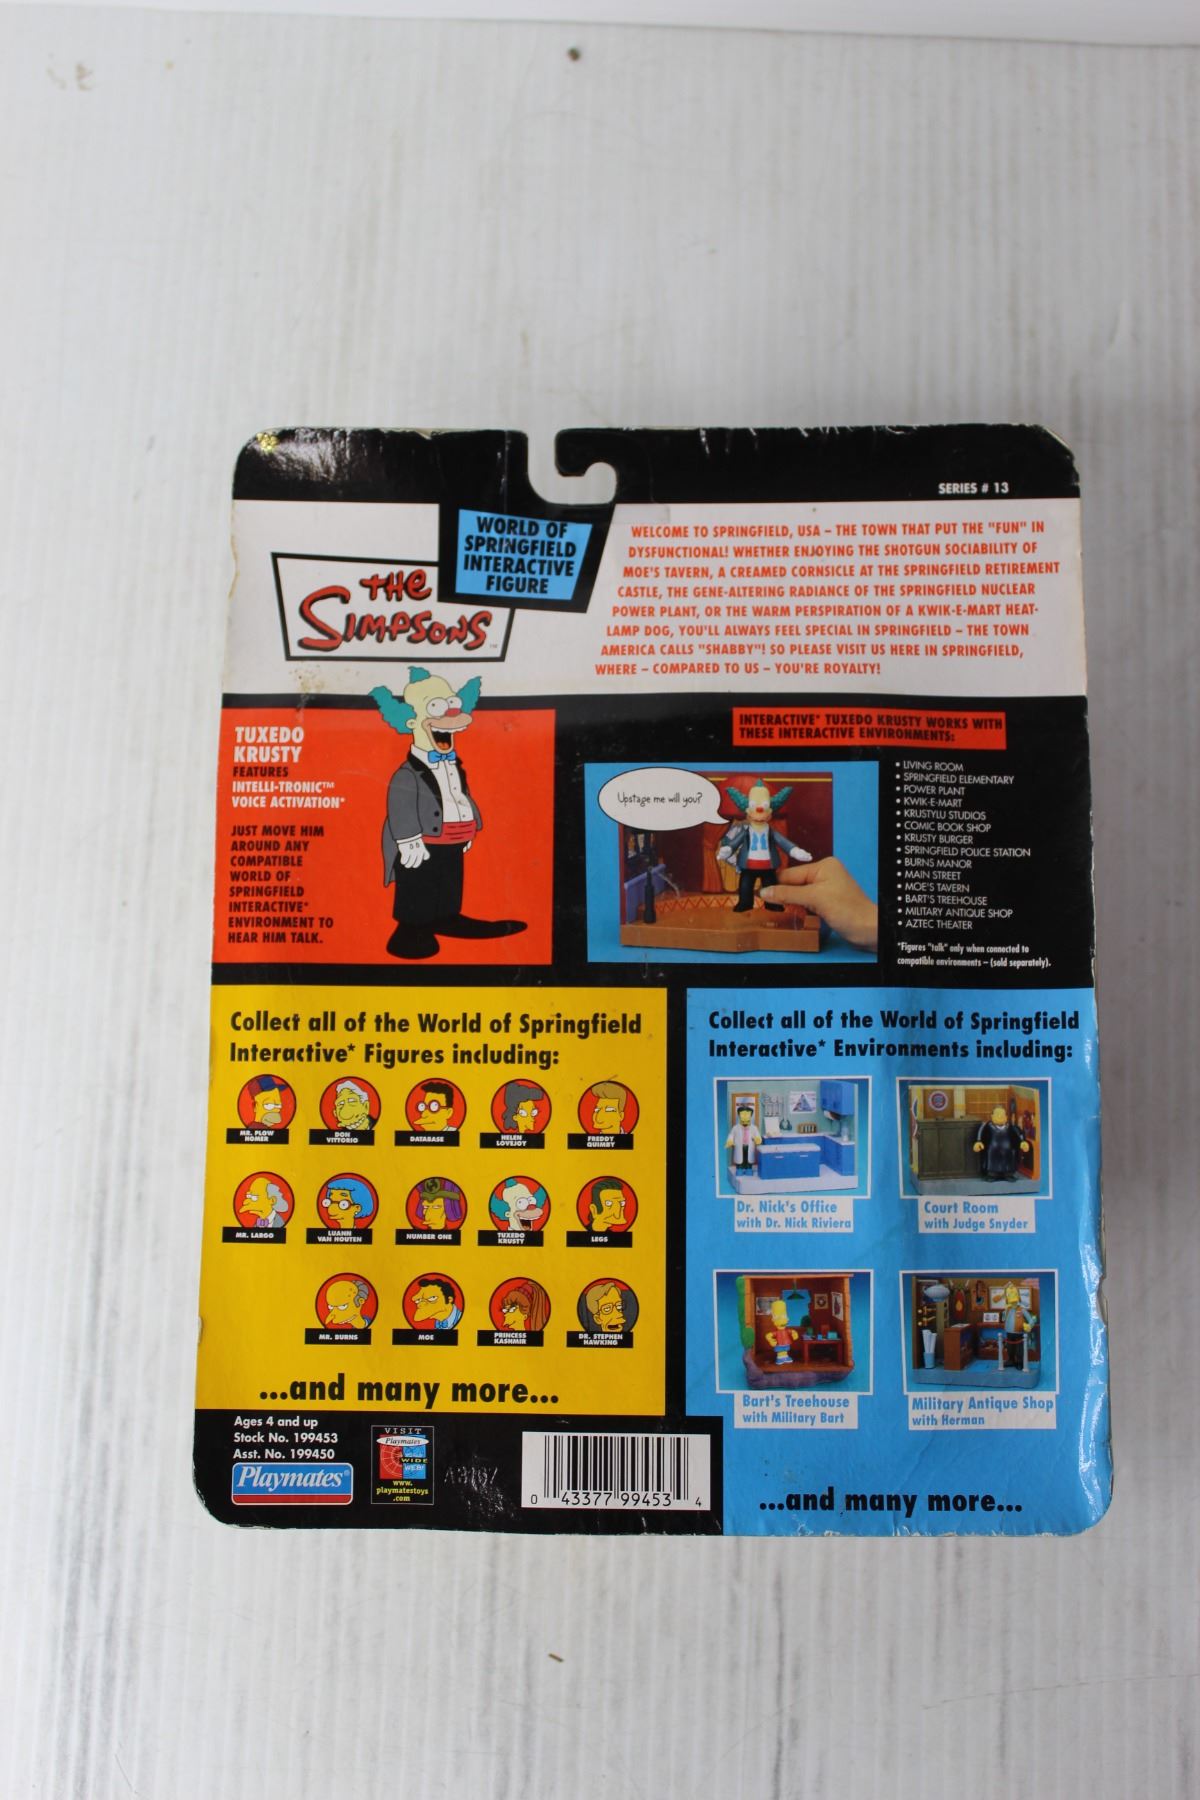 SERIES # 13
WORLD OF
SPRINGFIELD
INTERACTIVE
FIGURE
THE
SIMPSONS
TM
WELCOME TO SPRINGFIELD, USA – THE TOWN THAT PUT THE "FUN" IN
DYSFUNCTIONAL! WHETHER ENJOYING THE SHOTGUN SOCIABILITY OF
MOE'S TAVERN, A CREAMED CORNSICLE AT THE SPRINGFIELD RETIREMENT
CASTLE, THE GENE-ALTERING RADIANCE OF THE SPRINGFIELD NUCLEAR
POWER PLANT, OR THE WARM PERSPIRATION OF A KWIK-E-MART HEAT-
LAMP DOG, YOU'LL ALWAYS FEEL SPECIAL IN SPRINGFIELD – THE TOWN
AMERICA CALLS "SHABBY"! SO PLEASE VISIT US HERE IN SPRINGFIELD,
WHERE – COMPARED TO US – YOU'RE ROYALTY!
TUXEDO
KRUSTY
FEATURES
INTELLI-TRONIC™
VOICE ACTIVATION*
JUST MOVE HIM
AROUND ANY
COMPATIBLE
WORLD OF
SPRINGFIELD
INTERACTIVE*
ENVIRONMENT TO
HEAR HIM TALK.
Upstage me will you?
INTERACTIVE* TUXEDO KRUSTY WORKS WITH
THESE INTERACTIVE ENVIRONMENTS:
• LIVING ROOM
• SPRINGFIELD ELEMENTARY
• POWER PLANT
• KWIK-E-MART
• KRUSTYLU STUDIOS
• COMIC BOOK SHOP
• KRUSTY BURGER
• SPRINGFIELD POLICE STATION
• BURNS MANOR
• MAIN STREET
• MOE'S TAVERN
• BART'S TREEHOUSE
• MILITARY ANTIQUE SHOP
• AZTEC THEATER
*Figures "talk" only when connected to
compatible environments – (sold separately).
Collect all of the World of Springfield
Interactive* Figures including:
MR. PLOW
HOMER
DON
VITTORIO
DATABASE
HELEN
LOVEJOY
FREDDY
QUIMBY
MR. LARGO
LUANN
VAN HOUTEN
NUMBER ONE
TUXEDO
KRUSTY
LEGS
MR. BURNS
MOE
PRINCESS
KASHMIR
DR. STEPHEN
HAWKING
...and many more...
Collect all of the World of Springfield
Interactive* Environments including:
Dr. Nick's Office
with Dr. Nick Riviera
Court Room
with Judge Snyder
Bart's Treehouse
with Military Bart
Military Antique Shop
with Herman
...and many more...
Ages 4 and up
Stock No. 199453
Asst. No. 199450
Playmates®
VISIT
Playmates
WIDE
WEB!
www.
playmatestoys
.com
0 43377 99453 4